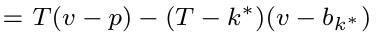 = T(v − p) − (T − k*)(v − b_{k*})